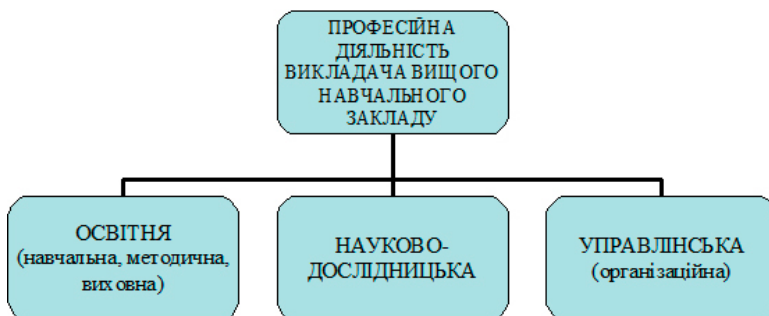 ПРОФЕСІЙНА
ДІЯЛЬНІСТЬ
ВИКЛАДАЧА ВИЩОГО
НАВЧАЛЬНОГО
ЗАКЛАДУ
ОСВІТНЯ
(навчальна, методична,
виховна)
НАУКОВО-
ДОСЛІДНИЦЬКА
УПРАВЛІНСЬКА
(організаційна)